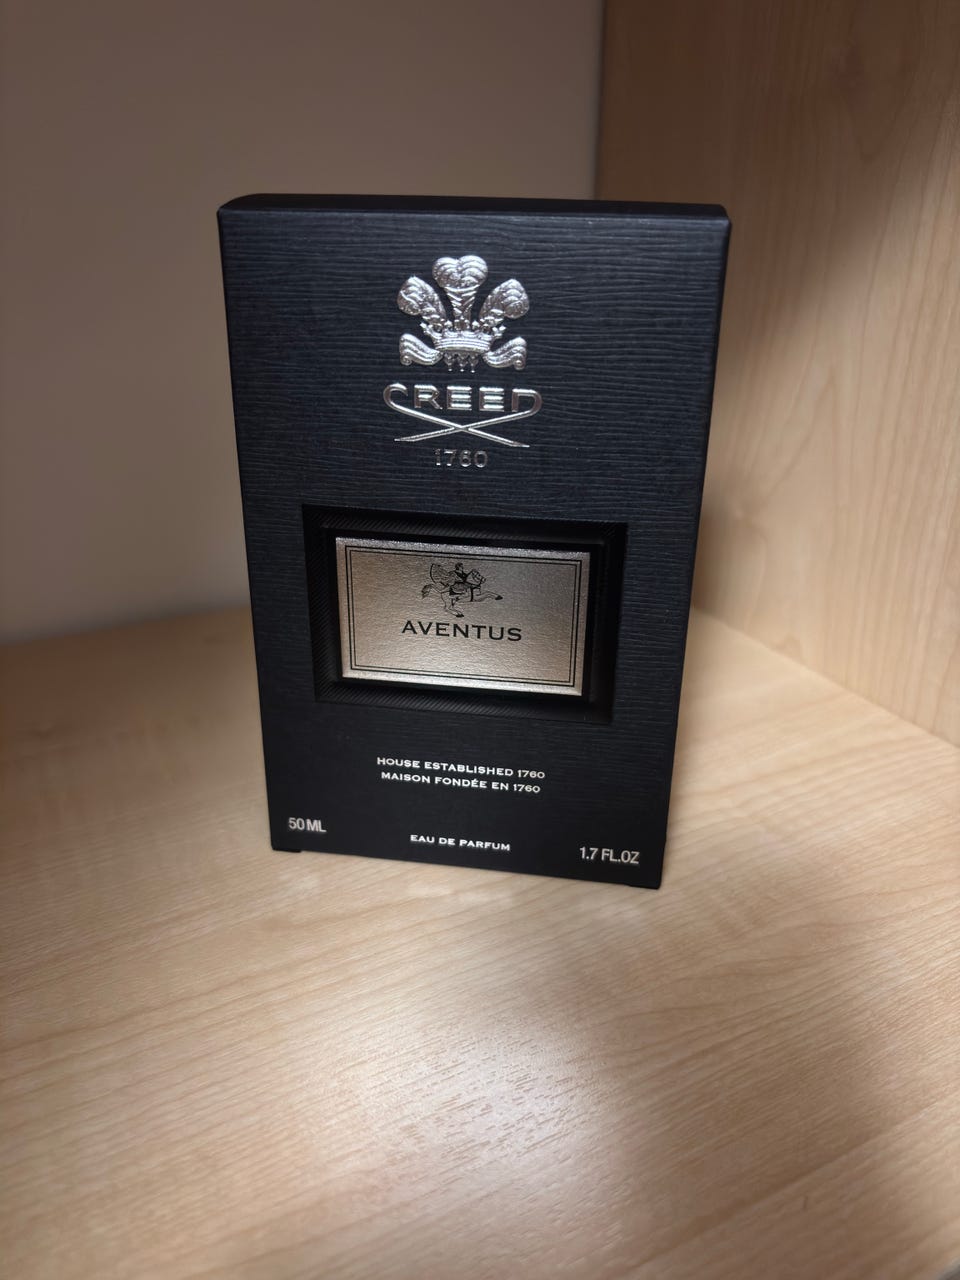 CREED
1760
AVENTUS
HOUSE ESTABLISHED 1760
MAISON FONDÉE EN 1760
50 ML
EAU DE PARFUM
1.7 FL.OZ